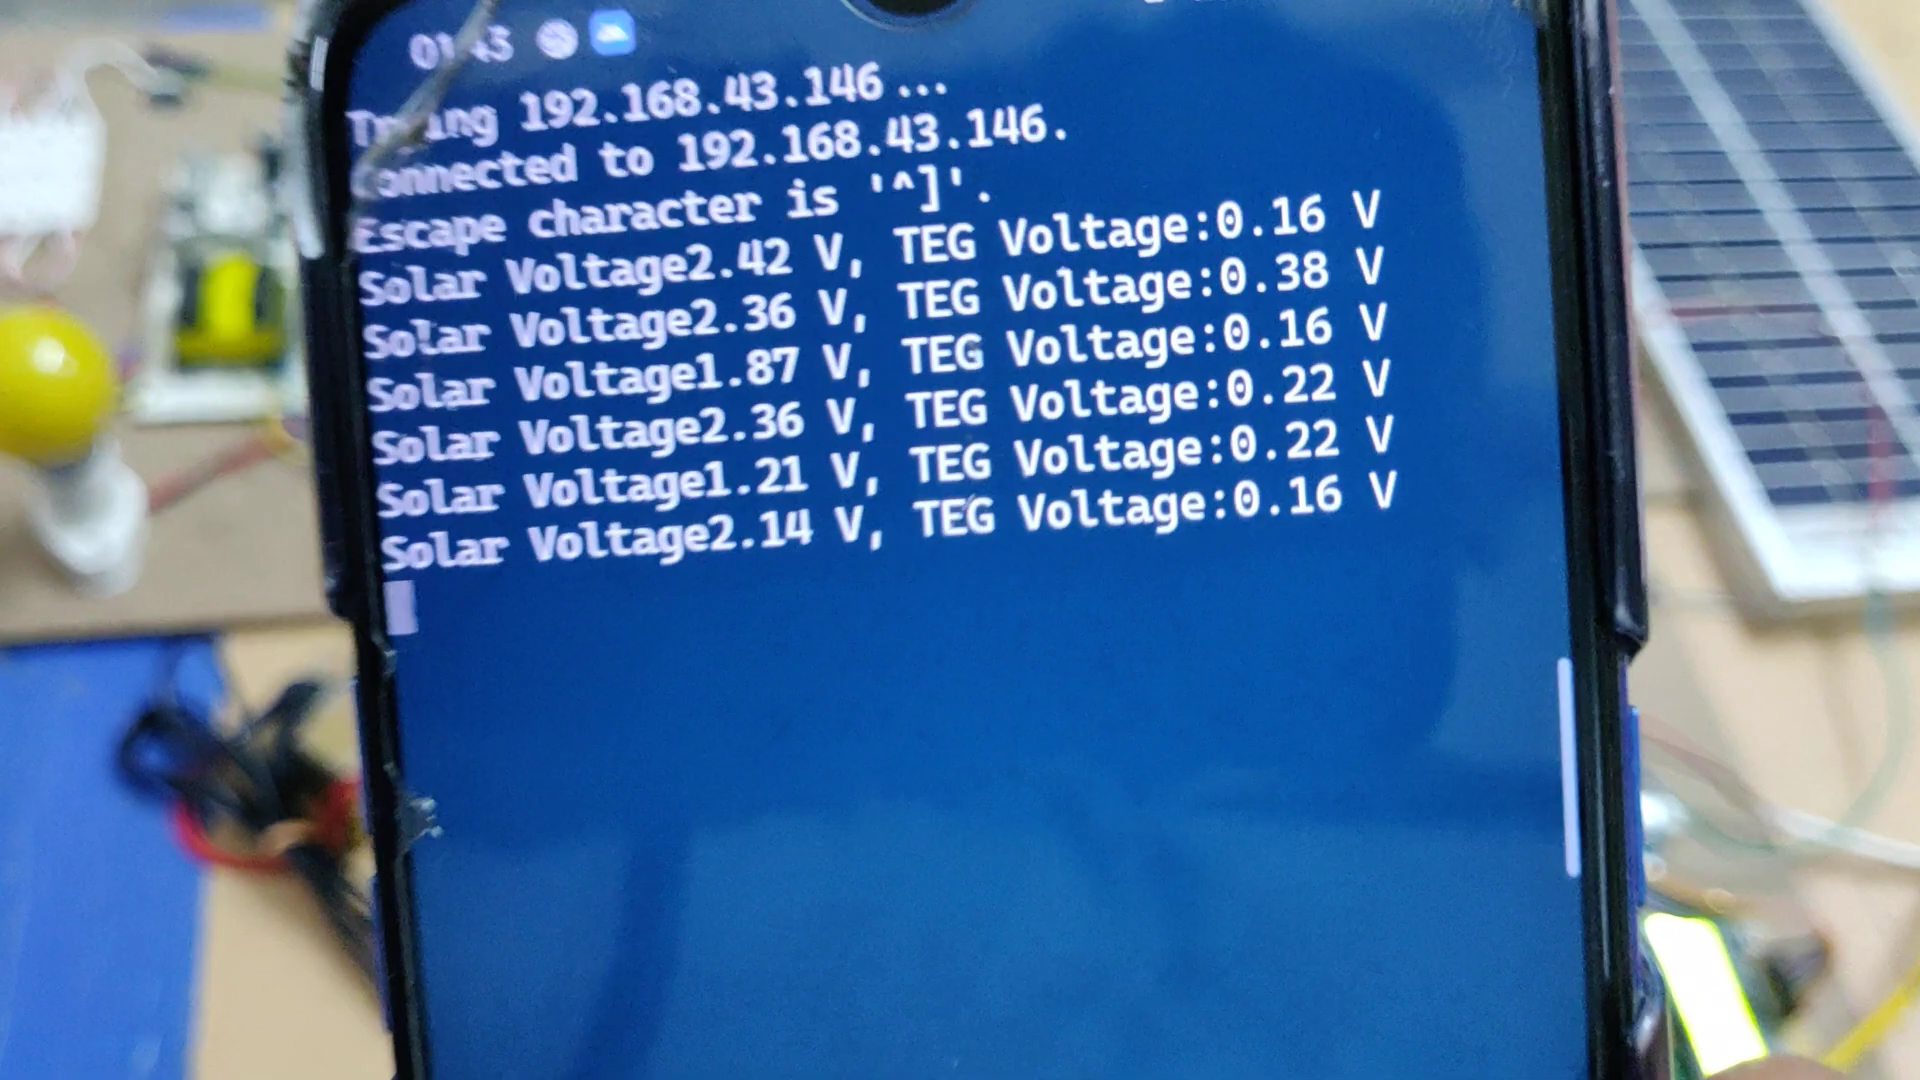 01:43
Trying 192.168.43.146...
Connected to 192.168.43.146.
Escape character is '^]'.
Solar Voltage2.42 V, TEG Voltage:0.16 V
Solar Voltage2.36 V, TEG Voltage:0.38 V
Solar Voltage1.87 V, TEG Voltage:0.16 V
Solar Voltage2.36 V, TEG Voltage:0.22 V
Solar Voltage1.21 V, TEG Voltage:0.22 V
Solar Voltage2.14 V, TEG Voltage:0.16 V